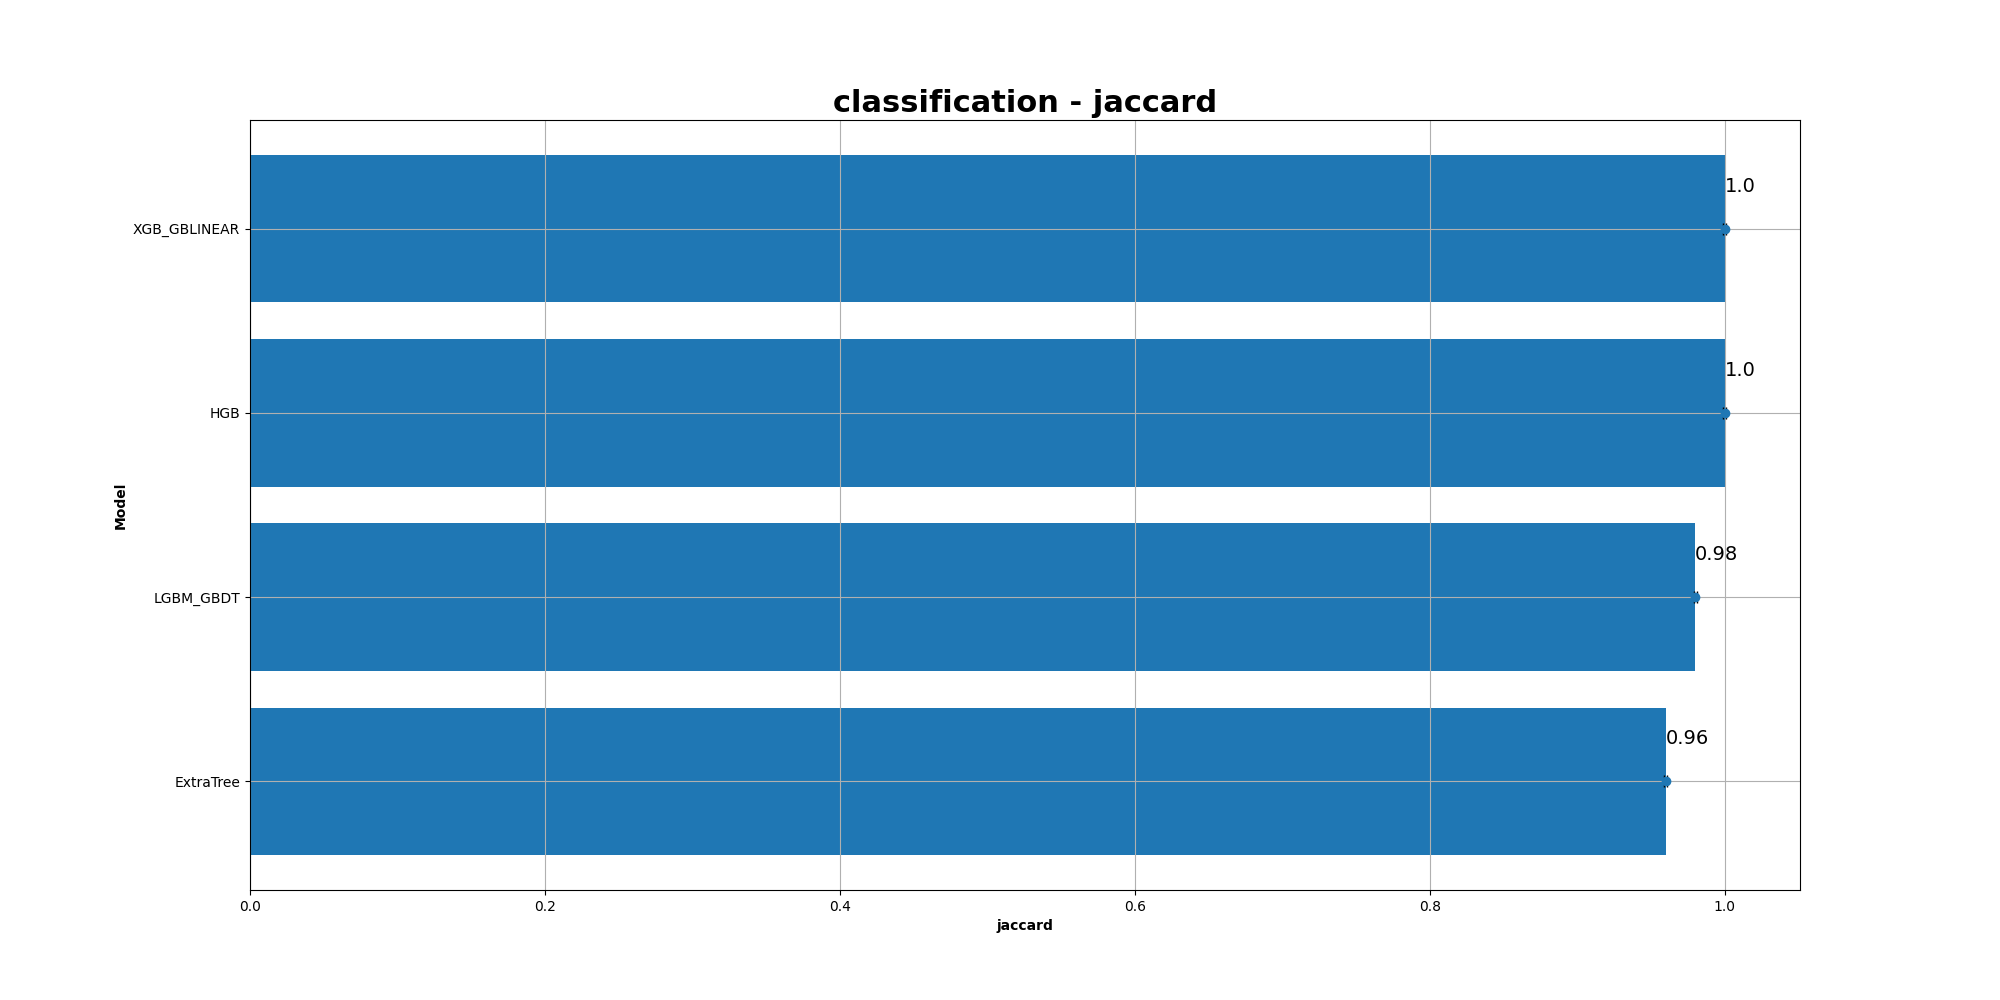 classification - jaccard
1.0
XGB_GBLINEAR
1.0
HGB
Model
0.98
LGBM_GBDT
0.96
ExtraTree
0.0 0.2 0.4 0.6 0.8 1.0
jaccard